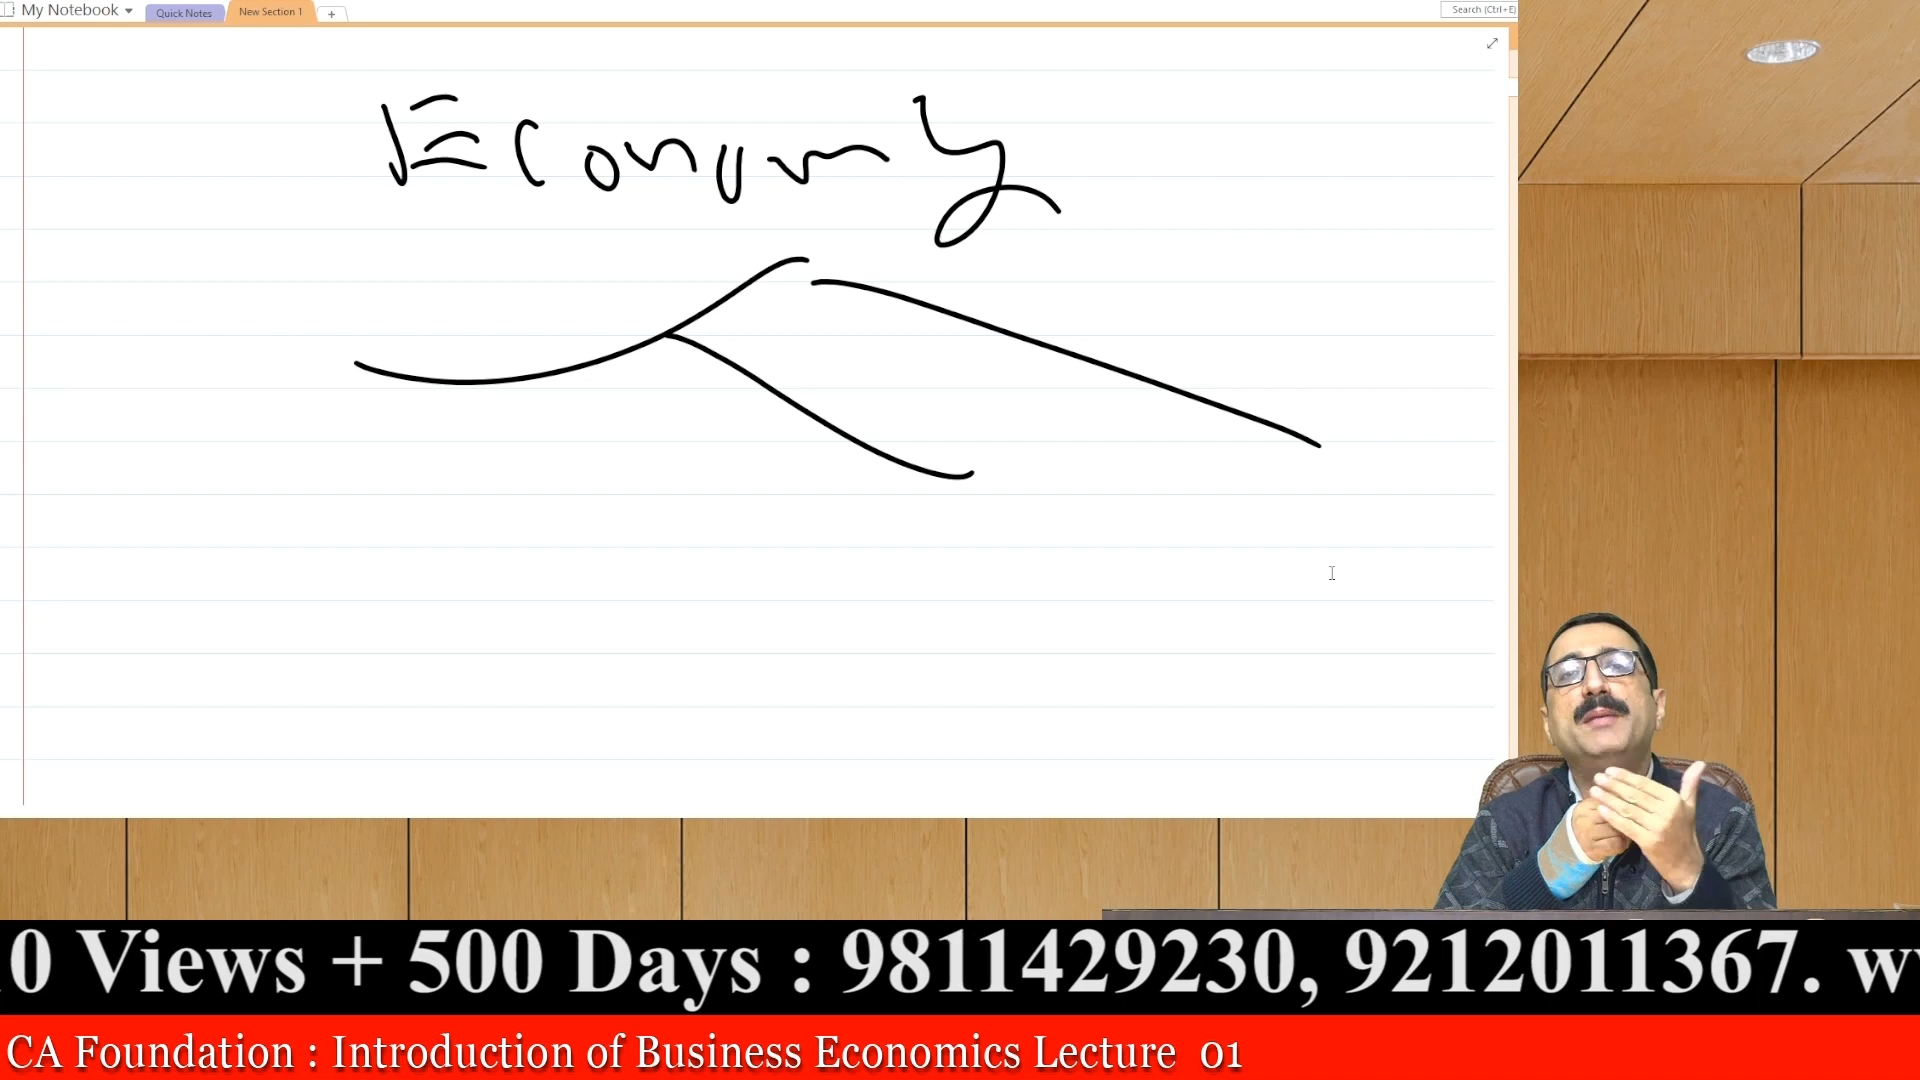 My Notebook
Quick Notes
New Section 1
+
Search (Ctrl+E)
Economy
0 Views + 500 Days : 9811429230, 9212011367. w
CA Foundation : Introduction of Business Economics Lecture 01